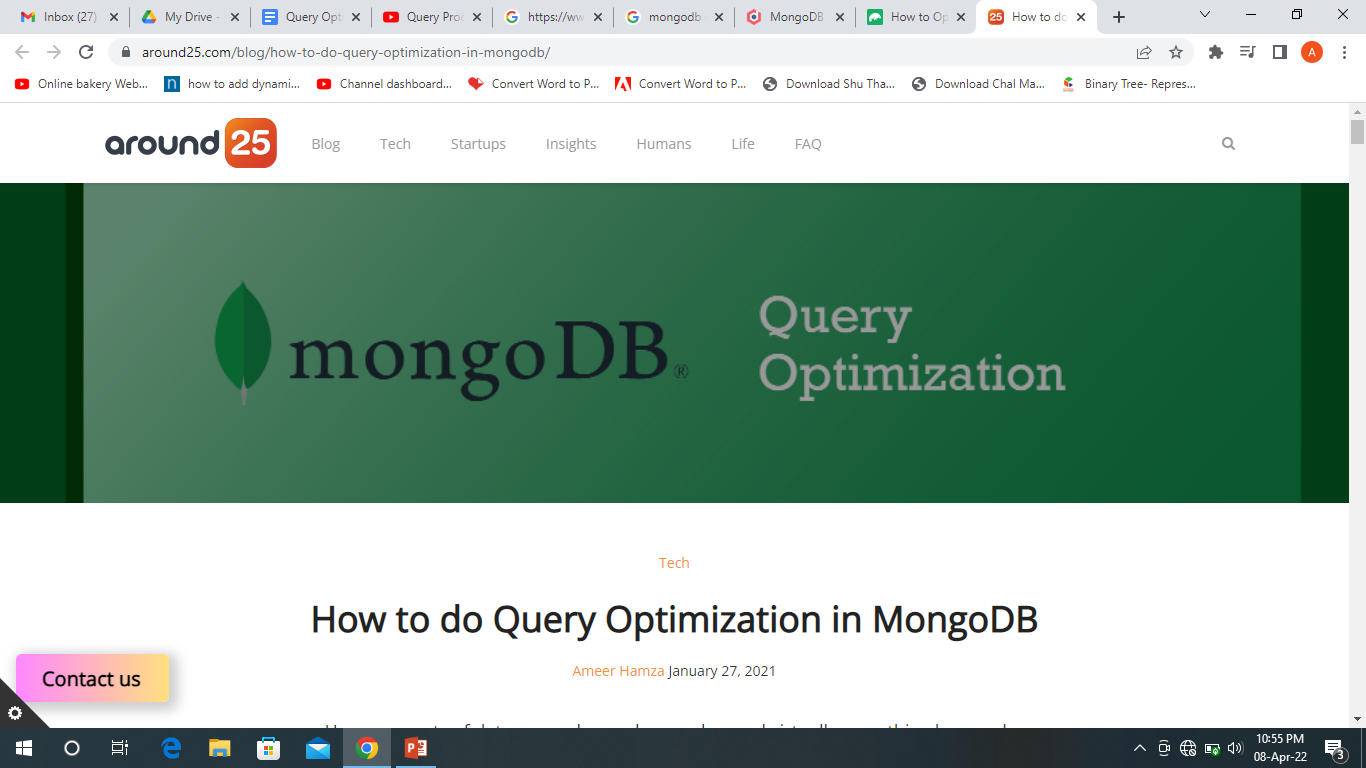 Inbox (27)
My Drive -
Query Opt
Query Pro
https://ww
mongodb
MongoDB
How to Op
How to do
around25.com/blog/how-to-do-query-optimization-in-mongodb/
A
Online bakery Web...
how to add dynami...
Channel dashboard...
Convert Word to P...
Convert Word to P...
Download Shu Tha...
Download Chal Ma...
Binary Tree- Repres...
around 25
Blog
Tech
Startups
Insights
Humans
Life
FAQ
mongoDB®
Query
Optimization
Tech
How to do Query Optimization in MongoDB
Ameer Hamza January 27, 2021
Contact us
10:55 PM
08-Apr-22
3